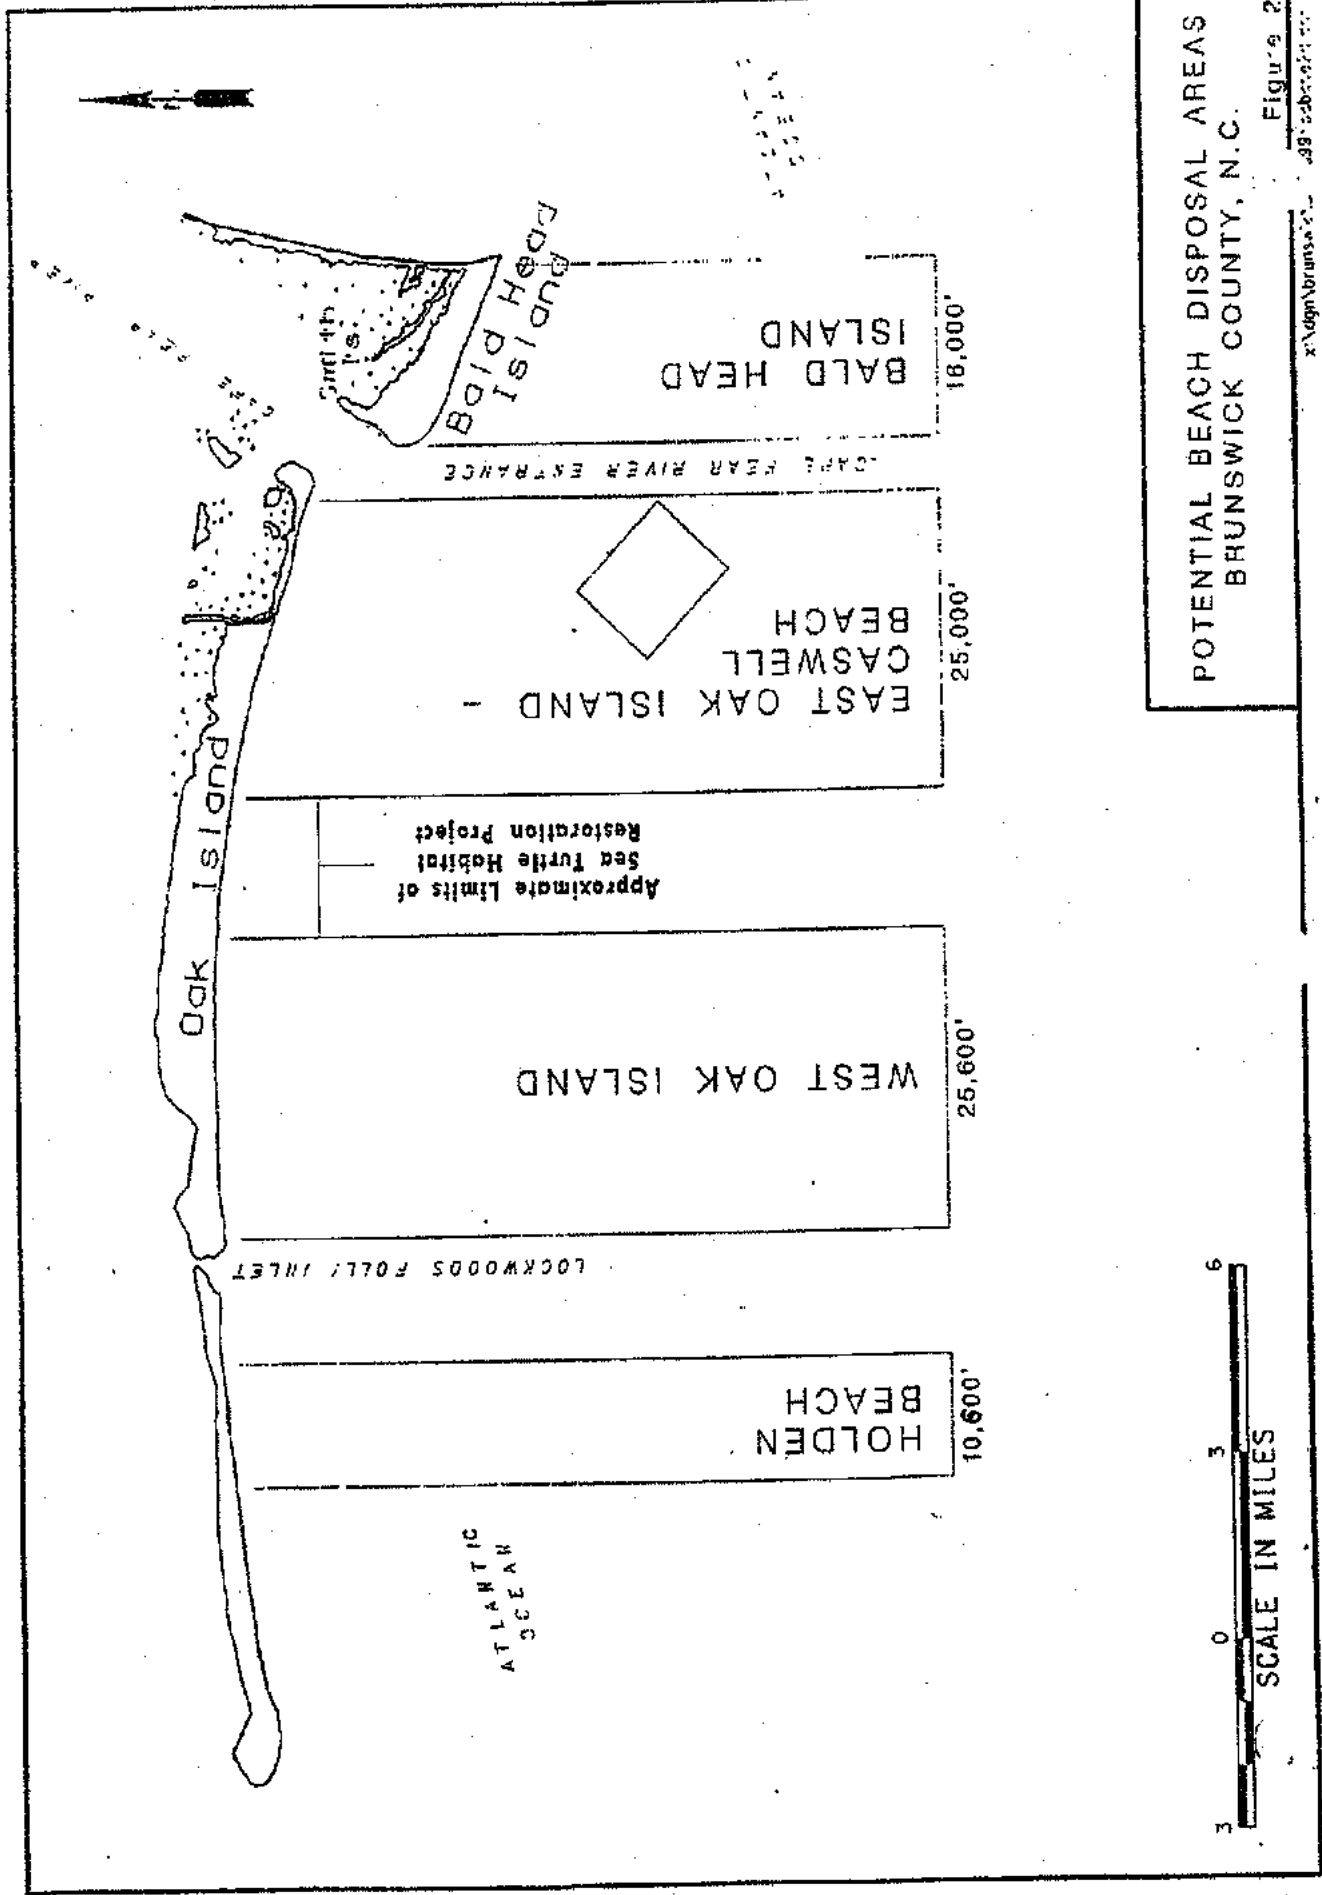 Smith
Is.
Bald Head
Island
Oak Island
CAPE FEAR RIVER ENTRANCE
BALD HEAD
ISLAND
16,000'
EAST OAK ISLAND -
CASWELL
BEACH
25,000'
Approximate Limits of
Sea Turtle Habitat
Restoration Project
WEST OAK ISLAND
25,600'
LOCKWOODS FOLLY INLET
HOLDEN
BEACH
10,600'
ATLANTIC
OCEAN
3 0 3 6
SCALE IN MILES
POTENTIAL BEACH DISPOSAL AREAS
BRUNSWICK COUNTY, N.C.
Figure 2